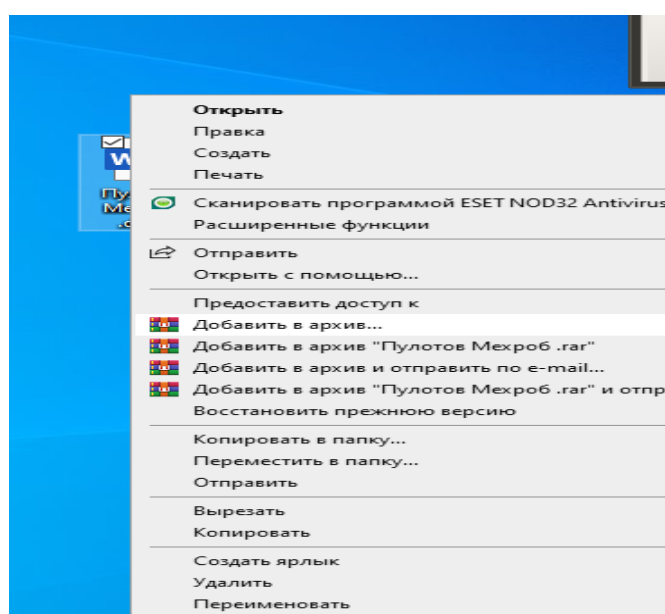 Открыть
Правка
Создать
Печать
Сканировать программой ESET NOD32 Antivirus
Расширенные функции
Отправить
Открыть с помощью...
Предоставить доступ к
Добавить в архив...
Добавить в архив "Пулотов Мехроб .rar"
Добавить в архив и отправить по e-mail...
Добавить в архив "Пулотов Мехроб .rar" и отпр
Восстановить прежнюю версию
Копировать в папку...
Переместить в папку...
Отправить
Вырезать
Копировать
Создать ярлык
Удалить
Переименовать